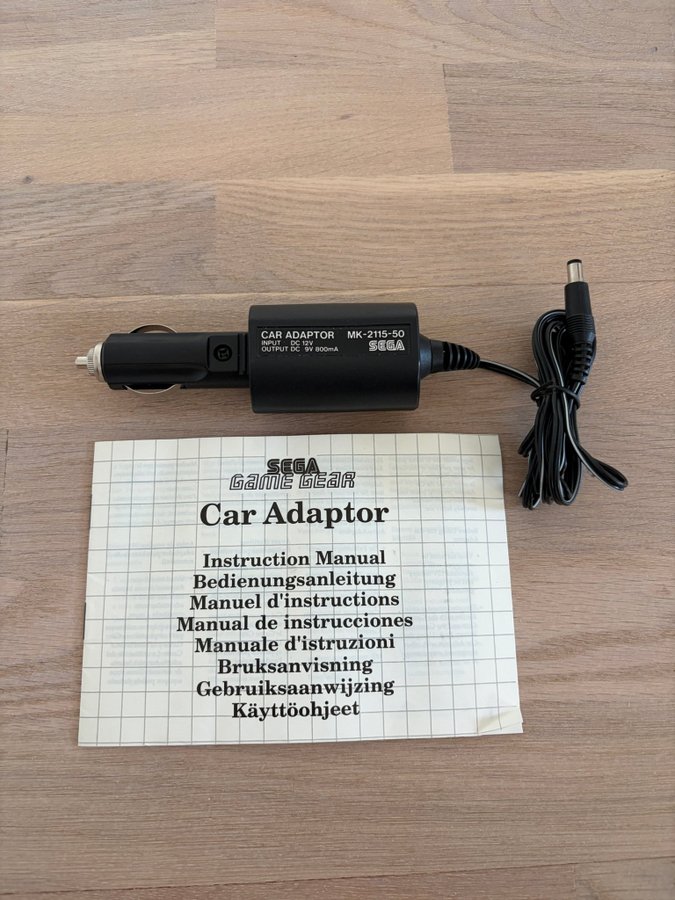 CAR ADAPTOR MK-2115-50
INPUT DC 12V
OUTPUT DC 9V 800mA SEGA
SEGA
GAME GEAR
Car Adaptor
Instruction Manual
Bedienungsanleitung
Manuel d'instructions
Manual de instrucciones
Manuale d'istruzioni
Bruksanvisning
Gebruiksaanwijzing
Käyttöohjeet